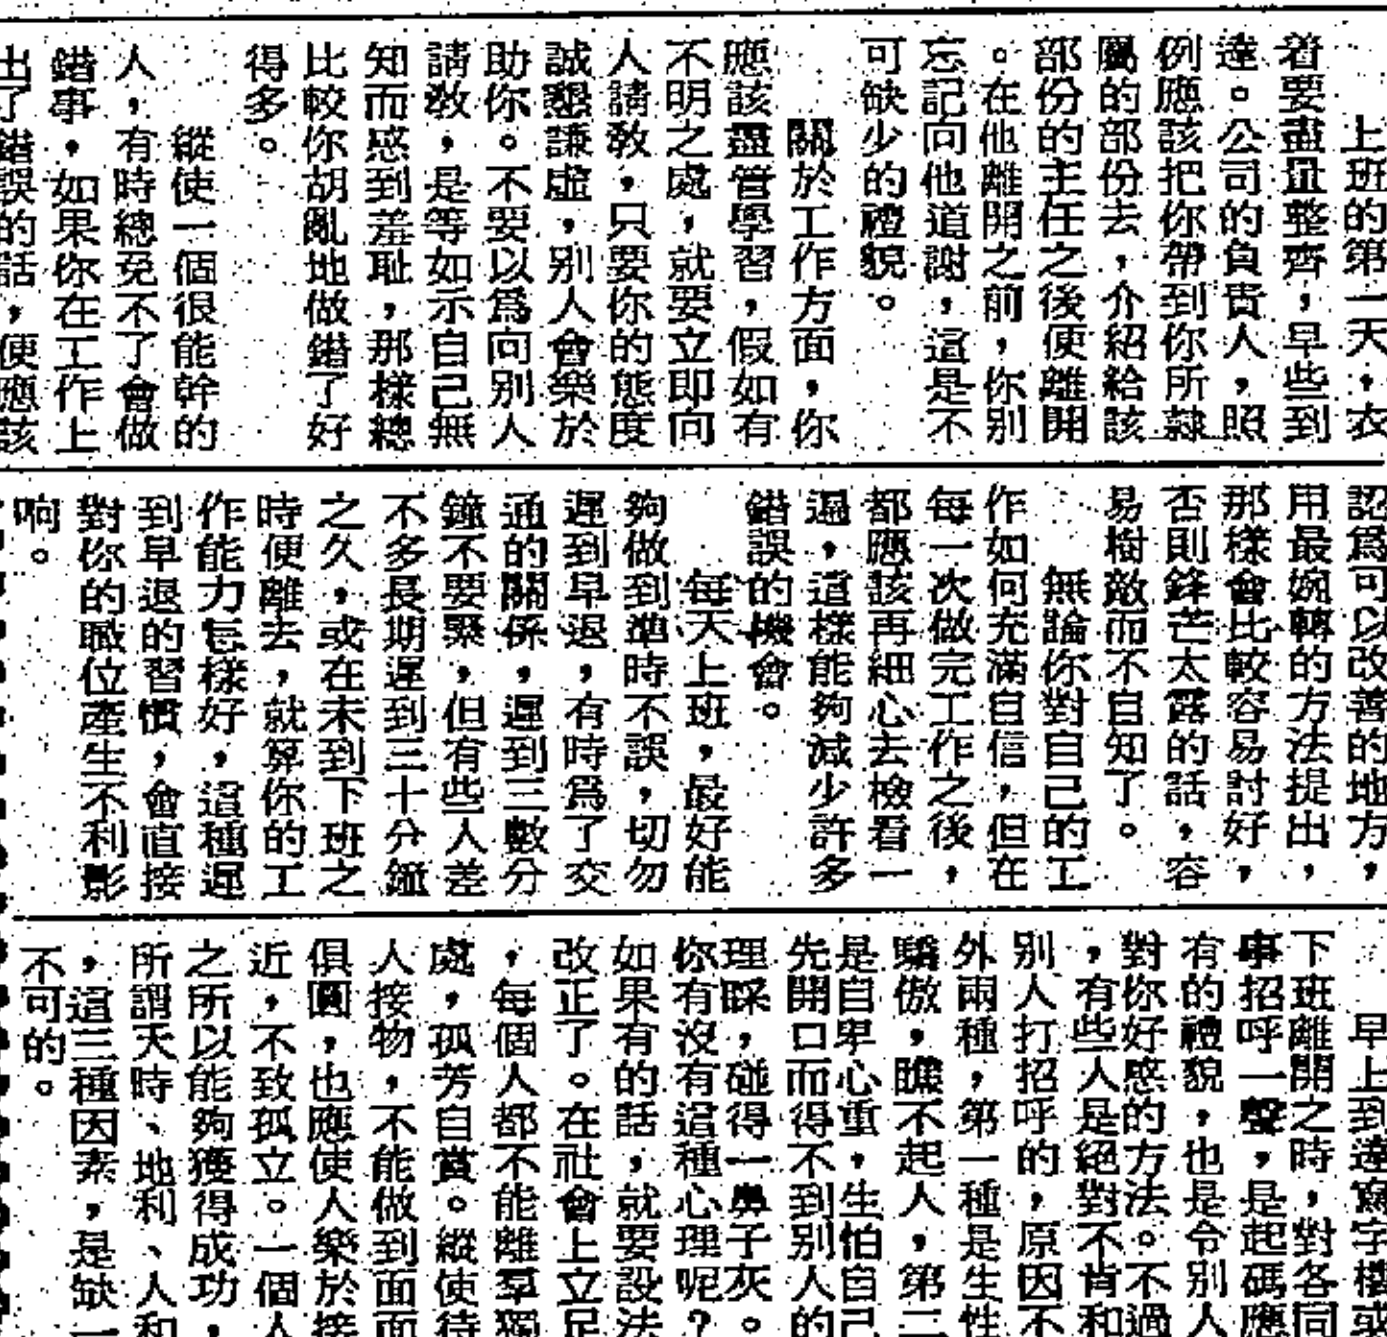 上班的第一天，衣
着要盡量整齊，早些到
達。公司的負責人，照
例應該把你帶到你所隸
屬的部份去，介紹給該
部份的主任之後便離開
。在他離開之前，你別
忘記向他道謝，這是不
可缺少的禮貌。
關於工作方面，你
應該盡管學習，假如有
不明之處，就要立即向
人請敎，只要你的態度
誠懇謙虛，別人會樂於
助你。不要以爲向別人
請敎，是等如示自己無
知而感到羞耻，那樣總
比較你胡亂地做錯了好
得多。
縱使一個很能幹的
人，有時總免不了會做
錯事，如果你在工作上
出了錯誤的話，便應該
認爲可以改善的地方，
用最婉轉的方法提出，
那樣會比較容易討好，
否則鋒芒太露的話，容
易樹敵而不自知了。
無論你對自己的工
作如何充滿自信，但在
每一次做完工作之後，
都應該再細心去檢看一
遍，這樣能夠減少許多
錯誤的機會。
每天上班，最好能
夠做到準時不誤，切勿
遲到早退，有時爲了交
通的關係，遲到三數分
鐘不要緊，但有些人差
不多長期遲到三十分鐘
之久，或在未到下班之
時便離去，就算你的工
作能力怎樣好，這種遲
到早退的習慣，會直接
對你的職位產生不利影
响。
早上到達寫字樓或
下班離開之時，對各同
事招呼一聲，是起碼應
有的禮貌，也是令別人
對你好感的方法。不過
，有些人是絕對不肯和
別人打招呼的，原因不
外兩種，第一種是生性
驕傲，瞧不起人，第二
是自卑心重，生怕自己
先開口而得不到別人的
理睬，碰得一鼻子灰。
你有沒有這種心理呢？
如果有的話，就要設法
改正了。在社會上立足
，每個人都不能離羣獨
處，孤芳自賞。縱使待
人接物，不能做到面面
俱圓，也應使人樂於接
近，不致孤立。一個人
之所以能夠獲得成功，
所謂天時、地利、人和
，這三種因素，是缺一
不可的。